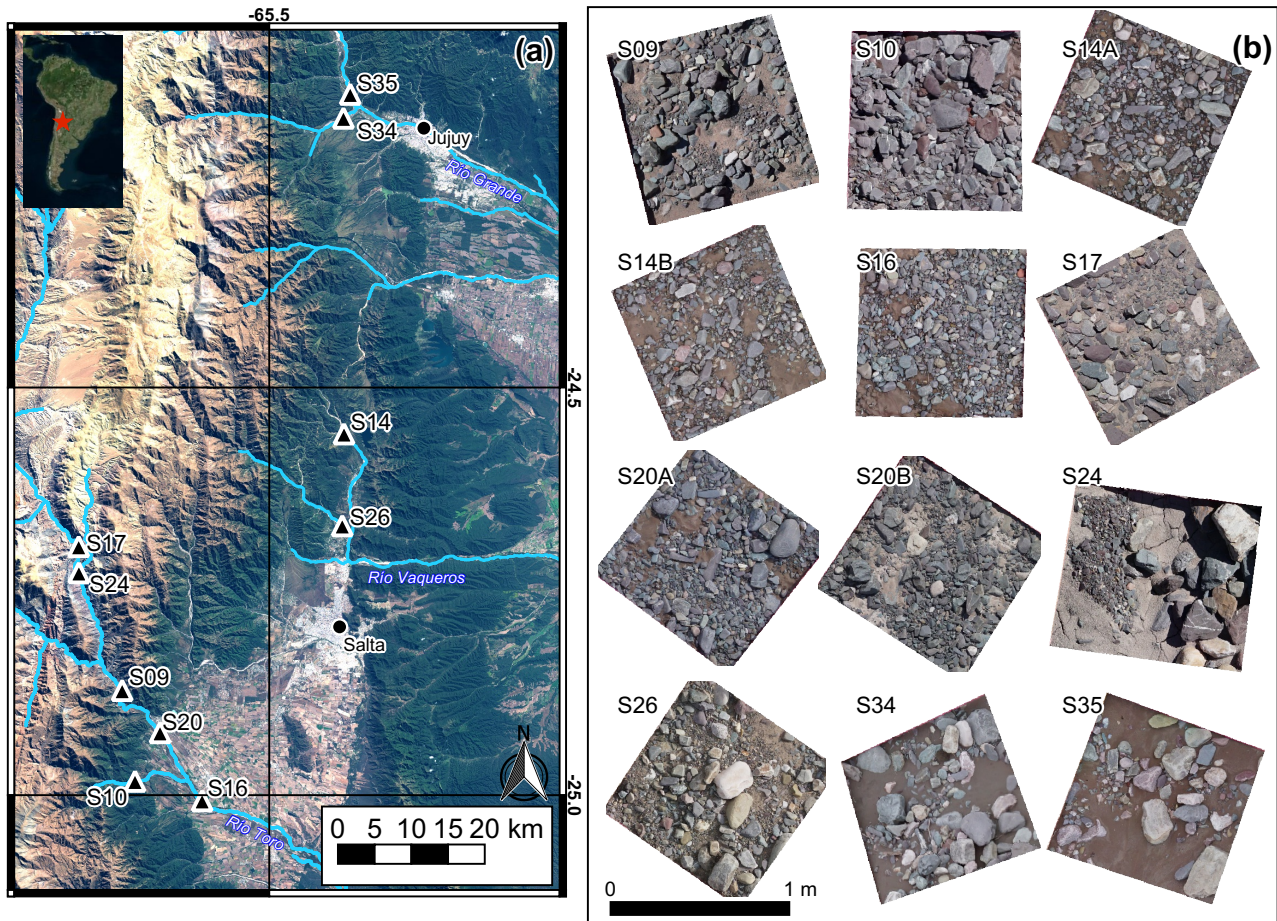 -65.5
(a)
S35
S34
Jujuy
Río Grande
-24.5
S14
S26
S17
S24
Río Vaqueros
Salta
S09
S20
N
S10
S16
-25.0
Río Toro
0 5 10 15 20 km
(b)
S09 S10 S14A
S14B S16 S17
S20A S20B S24
S26 S34 S35
0 1 m